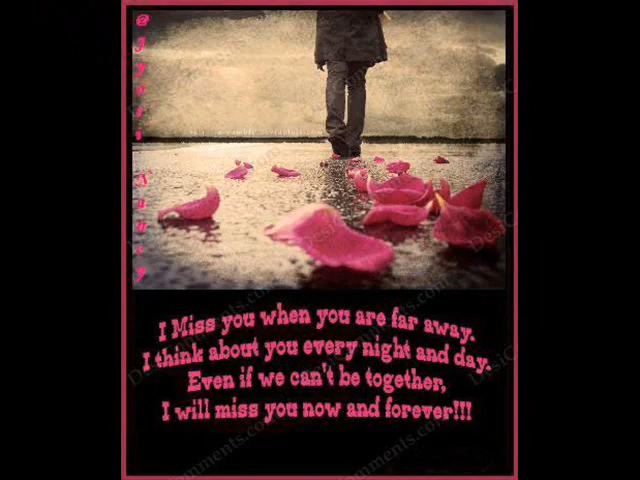 I Miss you when you are far away.
I think about you every night and day.
Even if we can't be together,
I will miss you now and forever!!!